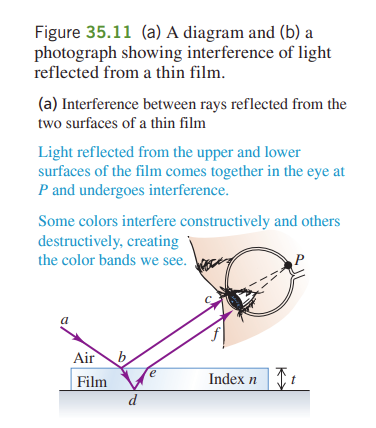 Figure 35.11 (a) A diagram and (b) a
photograph showing interference of light
reflected from a thin film.
(a) Interference between rays reflected from the
two surfaces of a thin film
Light reflected from the upper and lower
surfaces of the film comes together in the eye at
P and undergoes interference.
Some colors interfere constructively and others
destructively, creating
the color bands we see.
P
c
a
f
Air b
e
Film
Index n
t
d